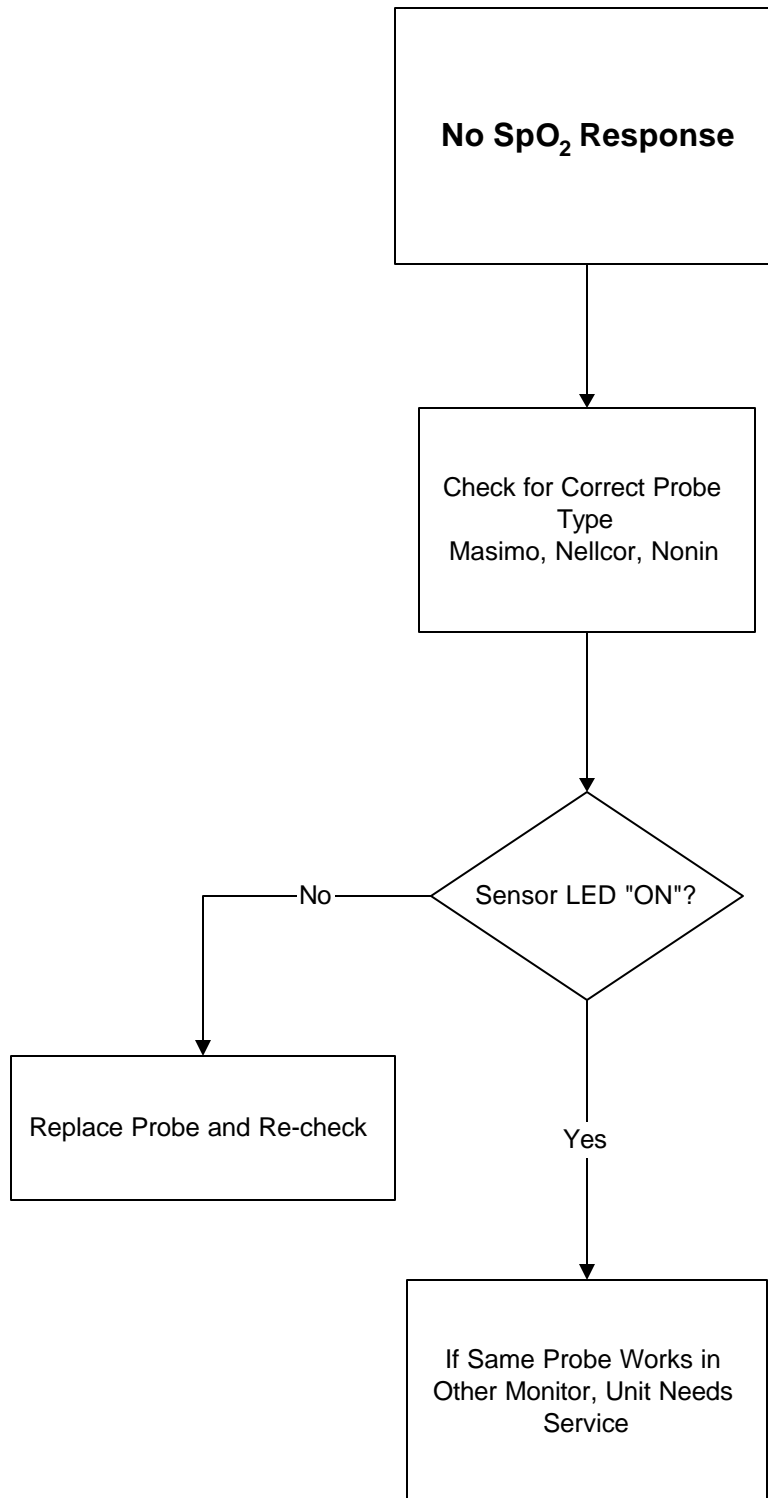 No SpO₂ Response
Check for Correct Probe
Type
Masimo, Nellcor, Nonin
Sensor LED "ON"?
No
Replace Probe and Re-check
Yes
If Same Probe Works in
Other Monitor, Unit Needs
Service